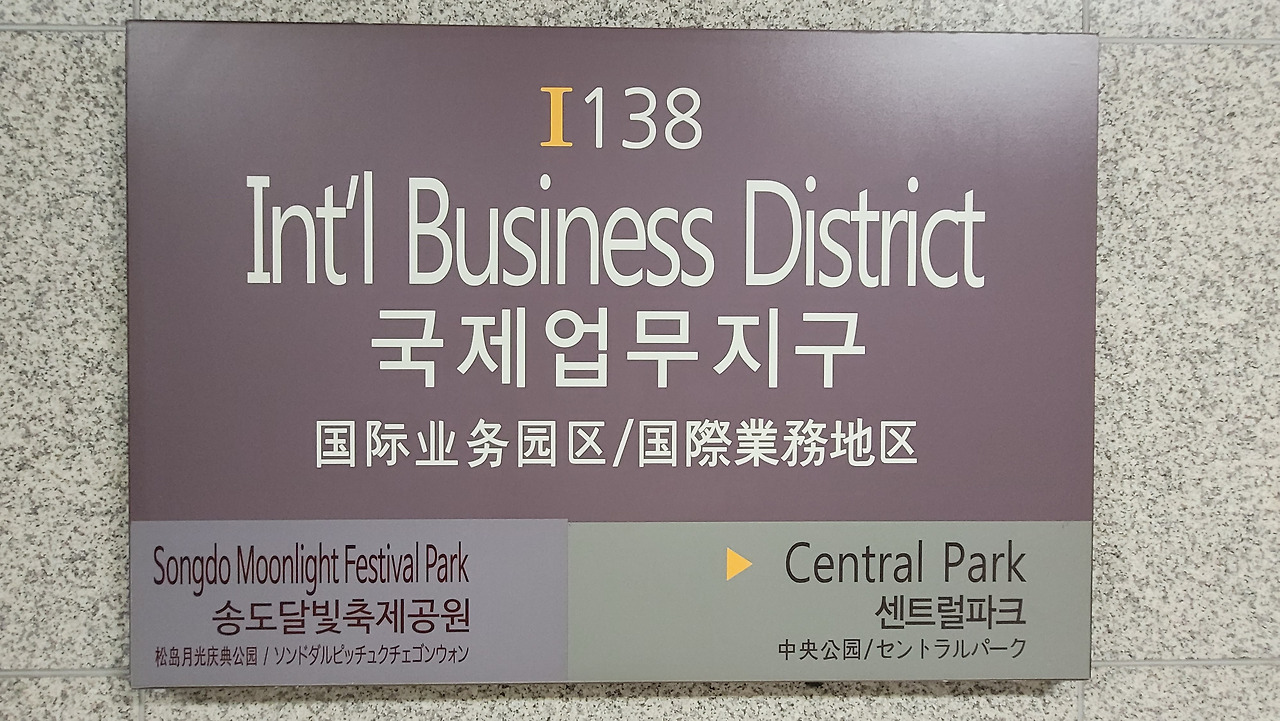 I138
Int'l Business District
국제업무지구
国际业务园区/国際業務地区
Songdo Moonlight Festival Park
송도달빛축제공원
松岛月光庆典公园 / ソンドダルピッチュクチェゴンウォン
Central Park
센트럴파크
中央公园/セントラルパーク